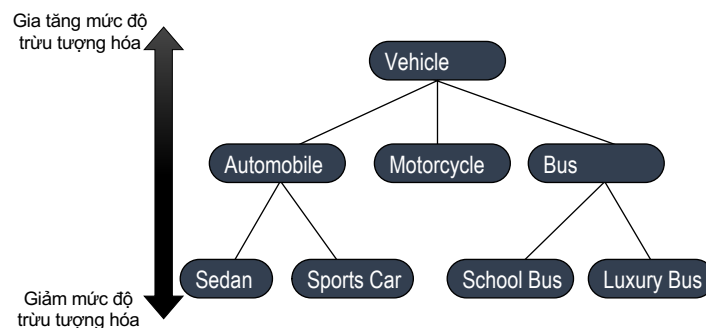 Gia tăng mức độ
trừu tượng hóa
Vehicle
Automobile
Motorcycle
Bus
Sedan
Sports Car
School Bus
Luxury Bus
Giảm mức độ
trừu tượng hóa